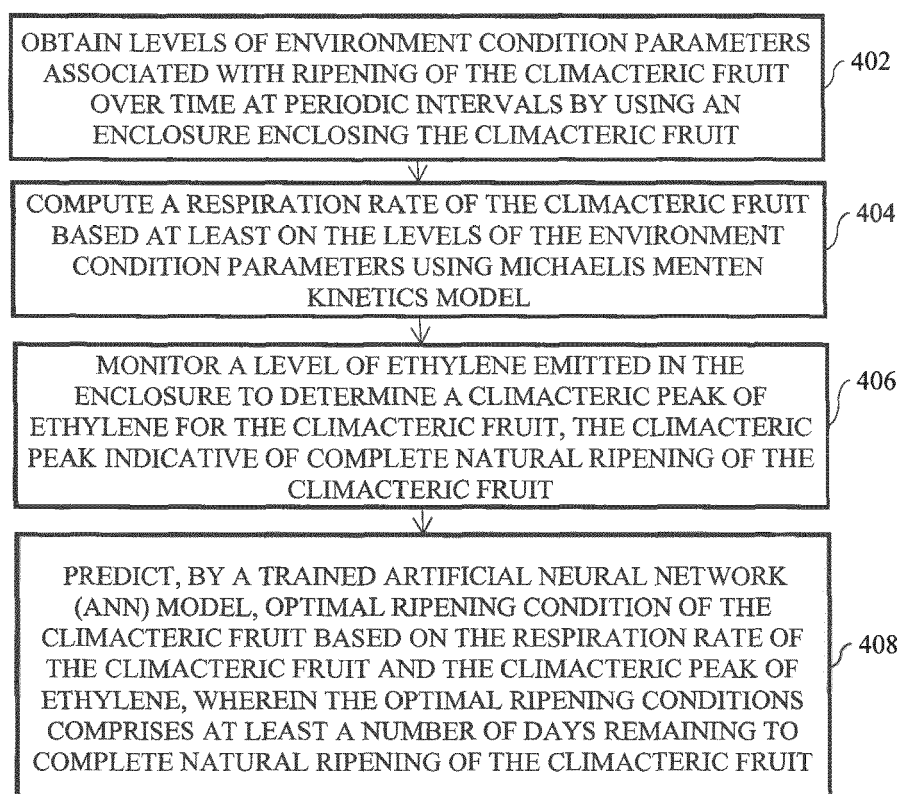 OBTAIN LEVELS OF ENVIRONMENT CONDITION PARAMETERS
ASSOCIATED WITH RIPENING OF THE CLIMACTERIC FRUIT
OVER TIME AT PERIODIC INTERVALS BY USING AN
ENCLOSURE ENCLOSING THE CLIMACTERIC FRUIT
402
COMPUTE A RESPIRATION RATE OF THE CLIMACTERIC FRUIT
BASED AT LEAST ON THE LEVELS OF THE ENVIRONMENT
CONDITION PARAMETERS USING MICHAELIS MENTEN
KINETICS MODEL
404
MONITOR A LEVEL OF ETHYLENE EMITTED IN THE
ENCLOSURE TO DETERMINE A CLIMACTERIC PEAK OF
ETHYLENE FOR THE CLIMACTERIC FRUIT, THE CLIMACTERIC
PEAK INDICATIVE OF COMPLETE NATURAL RIPENING OF THE
CLIMACTERIC FRUIT
406
PREDICT, BY A TRAINED ARTIFICIAL NEURAL NETWORK
(ANN) MODEL, OPTIMAL RIPENING CONDITION OF THE
CLIMACTERIC FRUIT BASED ON THE RESPIRATION RATE OF
THE CLIMACTERIC FRUIT AND THE CLIMACTERIC PEAK OF
ETHYLENE, WHEREIN THE OPTIMAL RIPENING CONDITIONS
COMPRISES AT LEAST A NUMBER OF DAYS REMAINING TO
COMPLETE NATURAL RIPENING OF THE CLIMACTERIC FRUIT
408